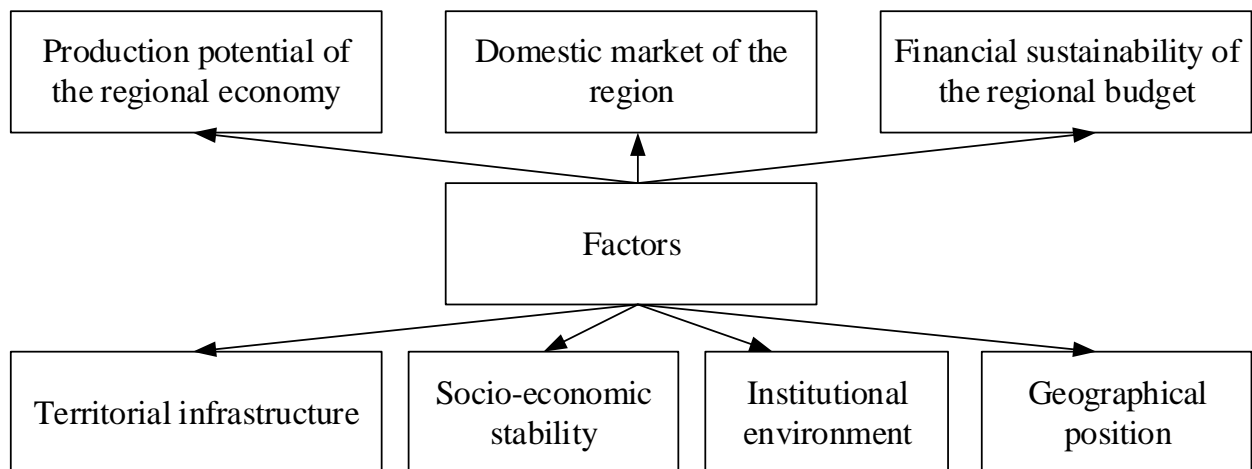 Production potential of
the regional economy
Domestic market of the
region
Financial sustainability of
the regional budget
Factors
Territorial infrastructure
Socio-economic
stability
Institutional
environment
Geographical
position